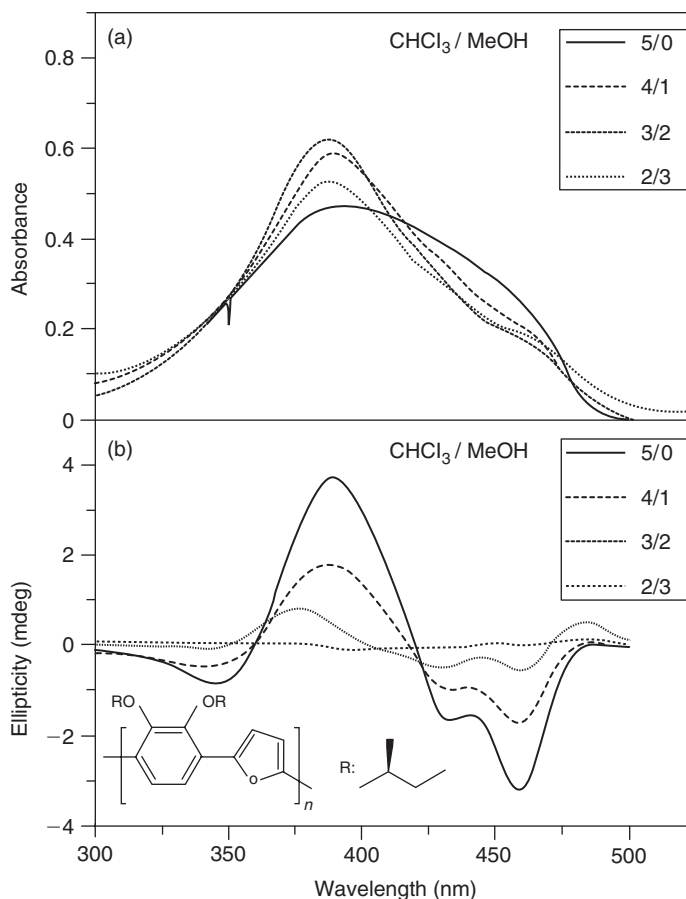 (a)
CHCl3 / MeOH
5/0
4/1
3/2
2/3
0.8
0.6
0.4
0.2
0
Absorbance
(b)
CHCl3 / MeOH
5/0
4/1
3/2
2/3
4
2
0
−2
−4
Ellipticity (mdeg)
RO
OR
o
n
R:
300
350
400
450
500
Wavelength (nm)